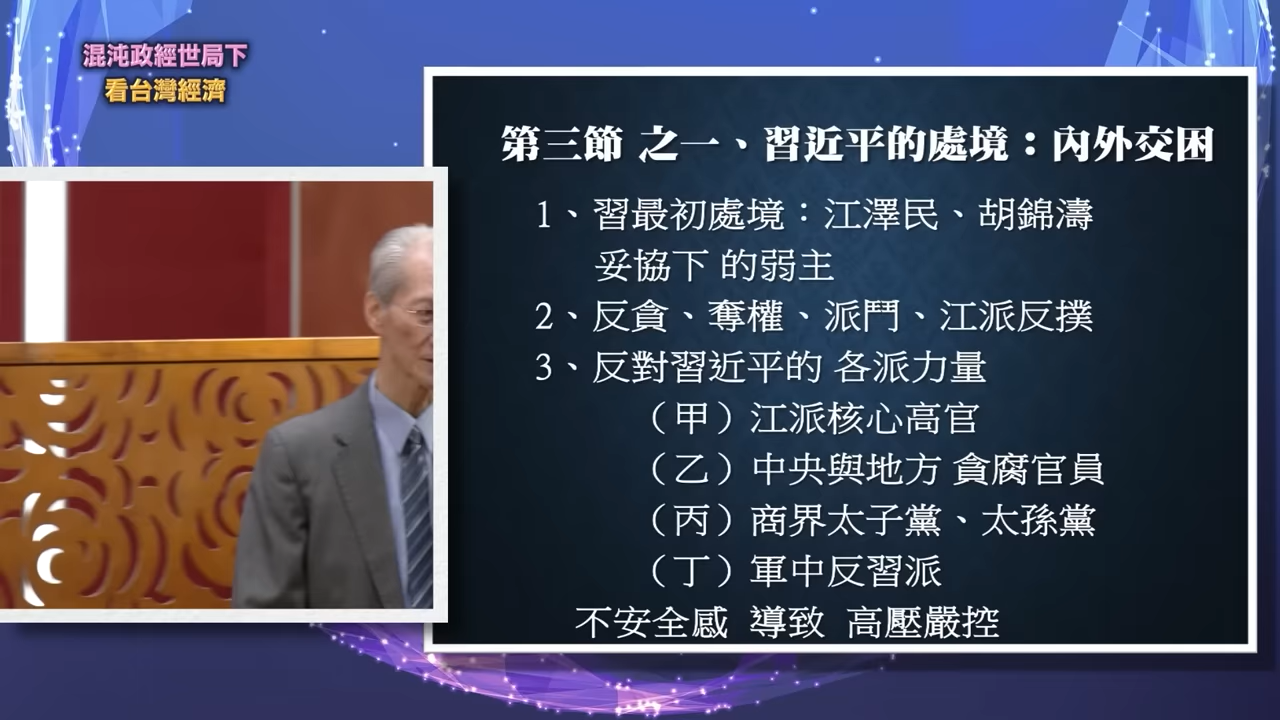 混沌政經世局下
看台灣經濟
第三節 之一、習近平的處境：內外交困
1、習最初處境：江澤民、胡錦濤
妥協下 的弱主
2、反貪、奪權、派鬥、江派反撲
3、反對習近平的 各派力量
（甲）江派核心高官
（乙）中央與地方 貪腐官員
（丙）商界太子黨、太孫黨
（丁）軍中反習派
不安全感 導致 高壓嚴控